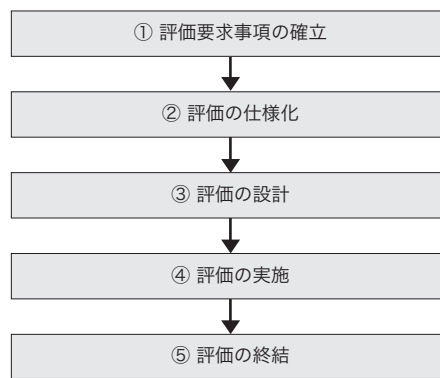 ① 評価要求事項の確立
② 評価の仕様化
③ 評価の設計
④ 評価の実施
⑤ 評価の終結